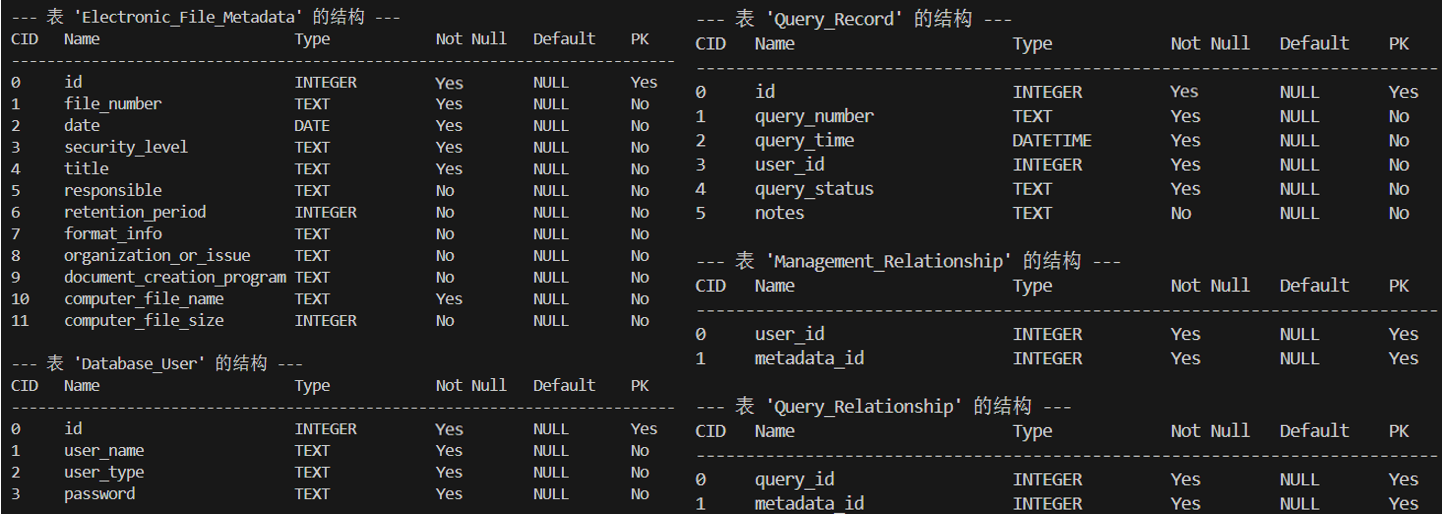 --- 表 'Electronic_File_Metadata' 的结构 ---
CID Name Type Not Null Default PK
--------------------------------------------------------------------------------
0 id INTEGER Yes NULL Yes
1 file_number TEXT Yes NULL No
2 date DATE Yes NULL No
3 security_level TEXT Yes NULL No
4 title TEXT Yes NULL No
5 responsible TEXT No NULL No
6 retention_period INTEGER No NULL No
7 format_info TEXT No NULL No
8 organization_or_issue TEXT No NULL No
9 document_creation_program TEXT No NULL No
10 computer_file_name TEXT Yes NULL No
11 computer_file_size INTEGER No NULL No
--- 表 'Database_User' 的结构 ---
CID Name Type Not Null Default PK
--------------------------------------------------------------------------------
0 id INTEGER Yes NULL Yes
1 user_name TEXT Yes NULL No
2 user_type TEXT Yes NULL No
3 password TEXT Yes NULL No
--- 表 'Query_Record' 的结构 ---
CID Name Type Not Null Default PK
--------------------------------------------------------------------------------
0 id INTEGER Yes NULL Yes
1 query_number TEXT Yes NULL No
2 query_time DATETIME Yes NULL No
3 user_id INTEGER Yes NULL No
4 query_status TEXT Yes NULL No
5 notes TEXT No NULL No
--- 表 'Management_Relationship' 的结构 ---
CID Name Type Not Null Default PK
--------------------------------------------------------------------------------
0 user_id INTEGER Yes NULL Yes
1 metadata_id INTEGER Yes NULL Yes
--- 表 'Query_Relationship' 的结构 ---
CID Name Type Not Null Default PK
--------------------------------------------------------------------------------
0 query_id INTEGER Yes NULL Yes
1 metadata_id INTEGER Yes NULL Yes